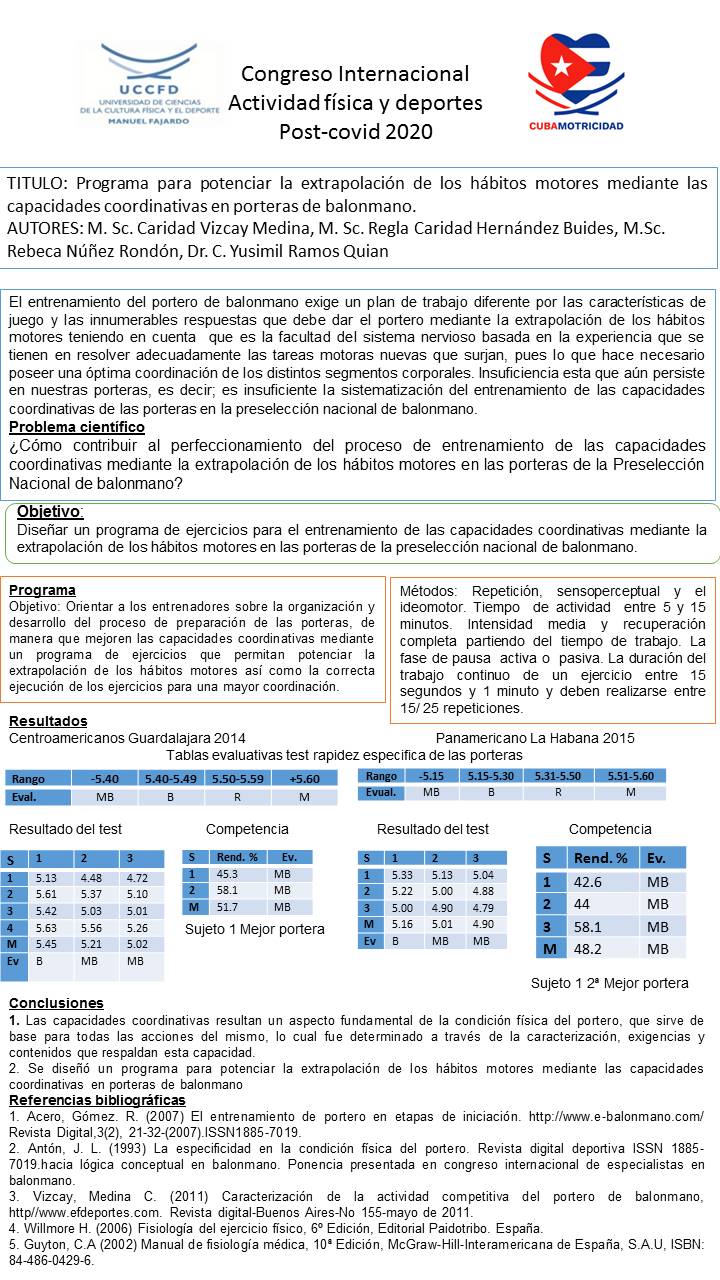 UCCFD
UNIVERSIDAD DE CIENCIAS
DE LA CULTURA FÍSICA Y EL DEPORTE
MANUEL FAJARDO
Congreso Internacional
Actividad física y deportes
Post-covid 2020
CUBAMOTRICIDAD
TITULO: Programa para potenciar la extrapolación de los hábitos motores mediante las
capacidades coordinativas en porteras de balonmano.
AUTORES: M. Sc. Caridad Vizcay Medina, M. Sc. Regla Caridad Hernández Buides, M.Sc.
Rebeca Núñez Rondón, Dr. C. Yusimil Ramos Quian
El entrenamiento del portero de balonmano exige un plan de trabajo diferente por las características de
juego y las innumerables respuestas que debe dar el portero mediante la extrapolación de los hábitos
motores teniendo en cuenta que es la facultad del sistema nervioso basada en la experiencia que se
tienen en resolver adecuadamente las tareas motoras nuevas que surjan, pues lo que hace necesario
poseer una óptima coordinación de los distintos segmentos corporales. Insuficiencia esta que aún persiste
en nuestras porteras, es decir; es insuficiente la sistematización del entrenamiento de las capacidades
coordinativas de las porteras en la preselección nacional de balonmano.
Problema científico
¿Cómo contribuir al perfeccionamiento del proceso de entrenamiento de las capacidades
coordinativas mediante la extrapolación de los hábitos motores en las porteras de la Preselección
Nacional de balonmano?
Objetivo:
Diseñar un programa de ejercicios para el entrenamiento de las capacidades coordinativas mediante la
extrapolación de los hábitos motores en las porteras de la preselección nacional de balonmano.
Programa
Objetivo: Orientar a los entrenadores sobre la organización y
desarrollo del proceso de preparación de las porteras, de
manera que mejoren las capacidades coordinativas mediante
un programa de ejercicios que permitan potenciar la
extrapolación de los hábitos motores así como la correcta
ejecución de los ejercicios para una mayor coordinación.
Métodos: Repetición, sensoperceptual y el
ideomotor. Tiempo de actividad entre 5 y 15
minutos. Intensidad media y recuperación
completa partiendo del tiempo de trabajo. La
fase de pausa activa o pasiva. La duración del
trabajo continuo de un ejercicio entre 15
segundos y 1 minuto y deben realizarse entre
15/ 25 repeticiones.
Resultados
Centroamericanos Guardalajara 2014 Panamericano La Habana 2015
Tablas evaluativas test rapidez especifica de las porteras
Rango -5.40 5.40-5.49 5.50-5.59 +5.60
Eval. MB B R M
Rango -5.15 5.15-5.30 5.31-5.50 5.51-5.60
Evual. MB B R M
Resultado del test Competencia
S 1 2 3
1 5.13 4.48 4.72
2 5.61 5.37 5.10
3 5.42 5.03 5.01
4 5.63 5.56 5.26
M 5.45 5.21 5.02
Ev B MB MB
S Rend. % Ev.
1 45.3 MB
2 58.1 MB
M 51.7 MB
Sujeto 1 Mejor portera
Resultado del test Competencia
S 1 2 3
1 5.33 5.13 5.04
2 5.22 5.00 4.88
3 5.00 4.90 4.79
M 5.16 5.01 4.90
Ev B MB MB
S Rend. % Ev.
1 42.6 MB
2 44 MB
3 58.1 MB
M 48.2 MB
Sujeto 1 2ª Mejor portera
Conclusiones
1. Las capacidades coordinativas resultan un aspecto fundamental de la condición física del portero, que sirve de
base para todas las acciones del mismo, lo cual fue determinado a través de la caracterización, exigencias y
contenidos que respaldan esta capacidad.
2. Se diseñó un programa para potenciar la extrapolación de los hábitos motores mediante las capacidades
coordinativas en porteras de balonmano
Referencias bibliográficas
1. Acero, Gómez. R. (2007) El entrenamiento de portero en etapas de iniciación. http://www.e-balonmano.com/
Revista Digital,3(2), 21-32-(2007).ISSN1885-7019.
2. Antón, J. L. (1993) La especificidad en la condición física del portero. Revista digital deportiva ISSN 1885-
7019.hacia lógica conceptual en balonmano. Ponencia presentada en congreso internacional de especialistas en
balonmano.
3. Vizcay, Medina C. (2011) Caracterización de la actividad competitiva del portero de balonmano,
http//www.efdeportes.com. Revista digital-Buenos Aires-No 155-mayo de 2011.
4. Willmore H. (2006) Fisiología del ejercicio físico, 6º Edición, Editorial Paidotribo. España.
5. Guyton, C.A (2002) Manual de fisiología médica, 10ª Edición, McGraw-Hill-Interamericana de España, S.A.U, ISBN:
84-486-0429-6.